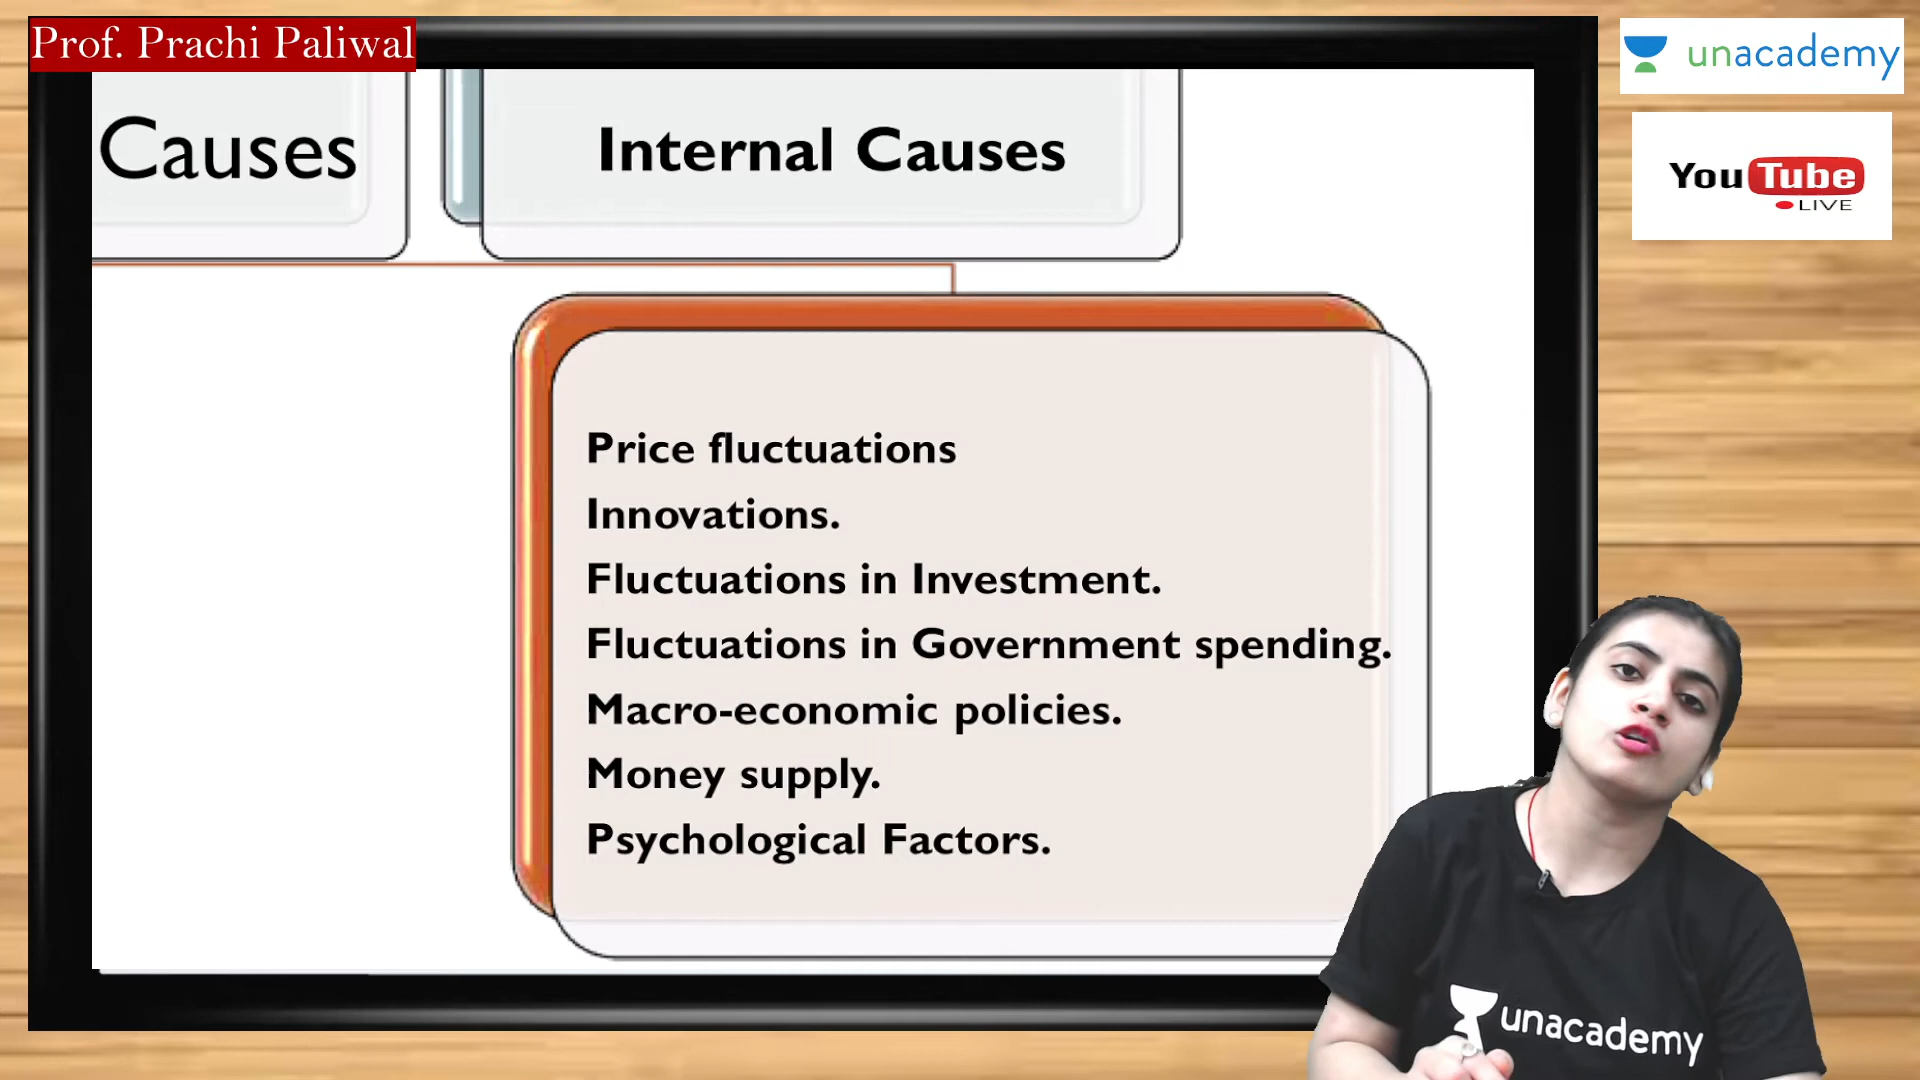 Prof. Prachi Paliwal
unacademy
YouTube
LIVE
Causes
Internal Causes
Price fluctuations
Innovations.
Fluctuations in Investment.
Fluctuations in Government spending.
Macro-economic policies.
Money supply.
Psychological Factors.
unacademy